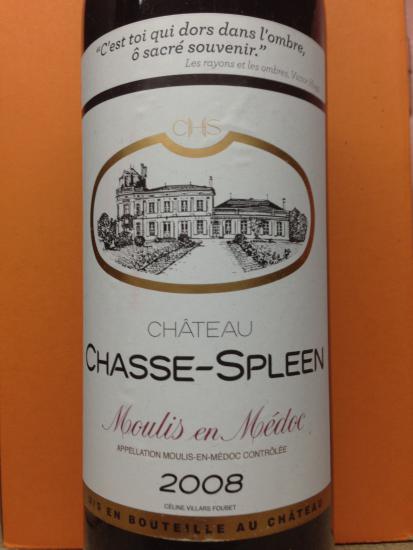 “C'est toi qui dors dans l'ombre,
ô sacré souvenir.”
Les rayons et les ombres, Victor Hugo
CHS
CHÂTEAU
CHASSE-SPLEEN
Moulis en Médoc
APPELLATION MOULIS-EN-MÉDOC CONTRÔLÉE
2008
CÉLINE VILLARS FOUBET
MIS EN BOUTEILLE AU CHÂTEAU